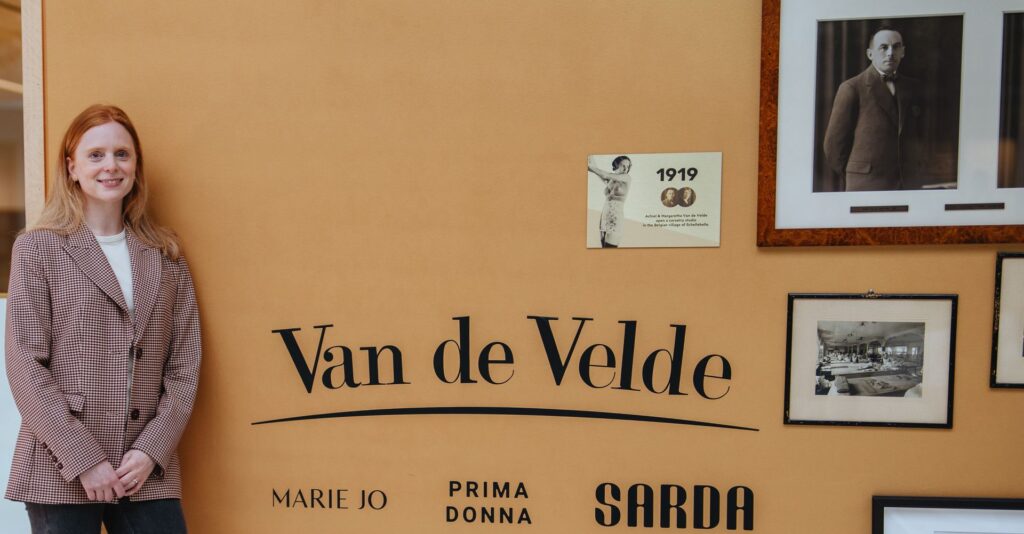 1919
Achiel & Margaretha Van de Velde
open a corsetry studio
in the Belgian village of Schellebelle.
Van de Velde
MARIE JO
PRIMA
DONNA
SARDA